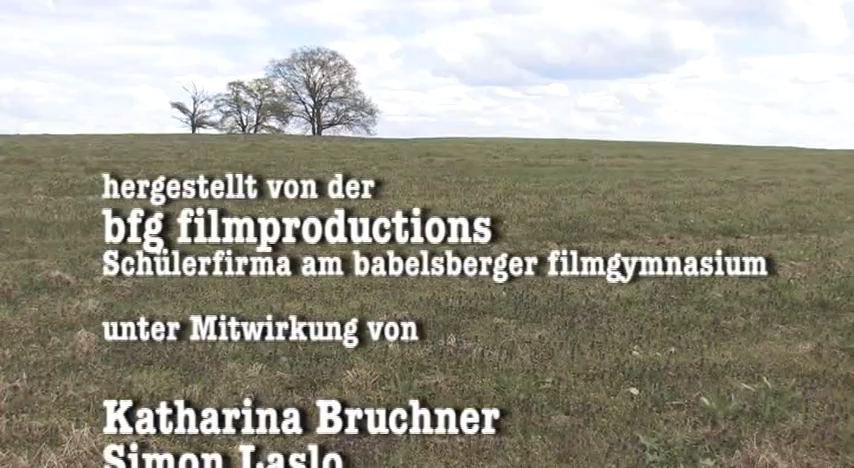 hergestellt von der
bfg filmproductions
Schülerfirma am babelsberger filmgymnasium
unter Mitwirkung von
Katharina Bruchner
Simon Laslo